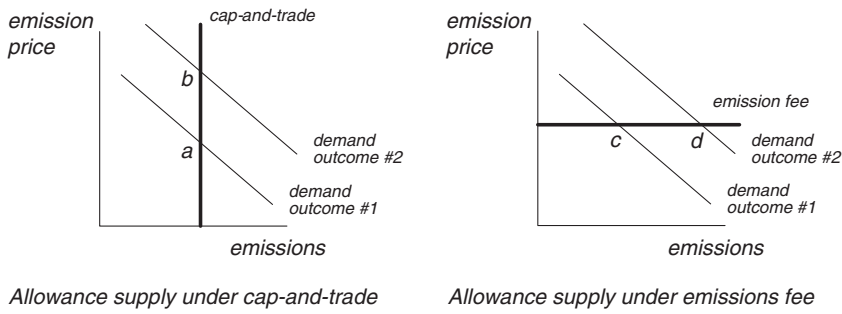 emission
price
cap-and-trade
b
a
demand
outcome #2
demand
outcome #1
emissions
Allowance supply under cap-and-trade
emission
price
emission fee
c
d
demand
outcome #2
demand
outcome #1
emissions
Allowance supply under emissions fee